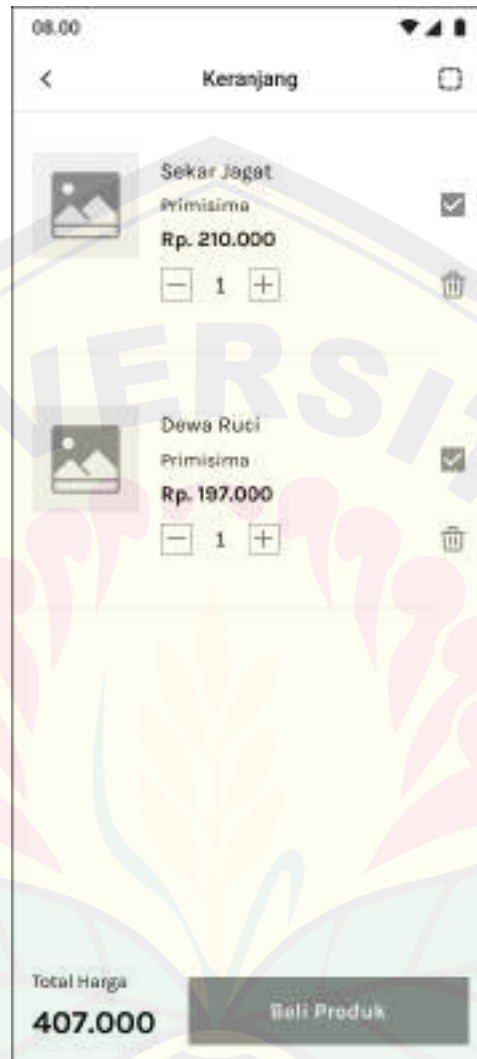 08.00
Keranjang
Sekar Jagat
Primisima
Rp. 210.000
1
Dewa Ruci
Primisima
Rp. 197.000
1
Total Harga
407.000
Beli Produk